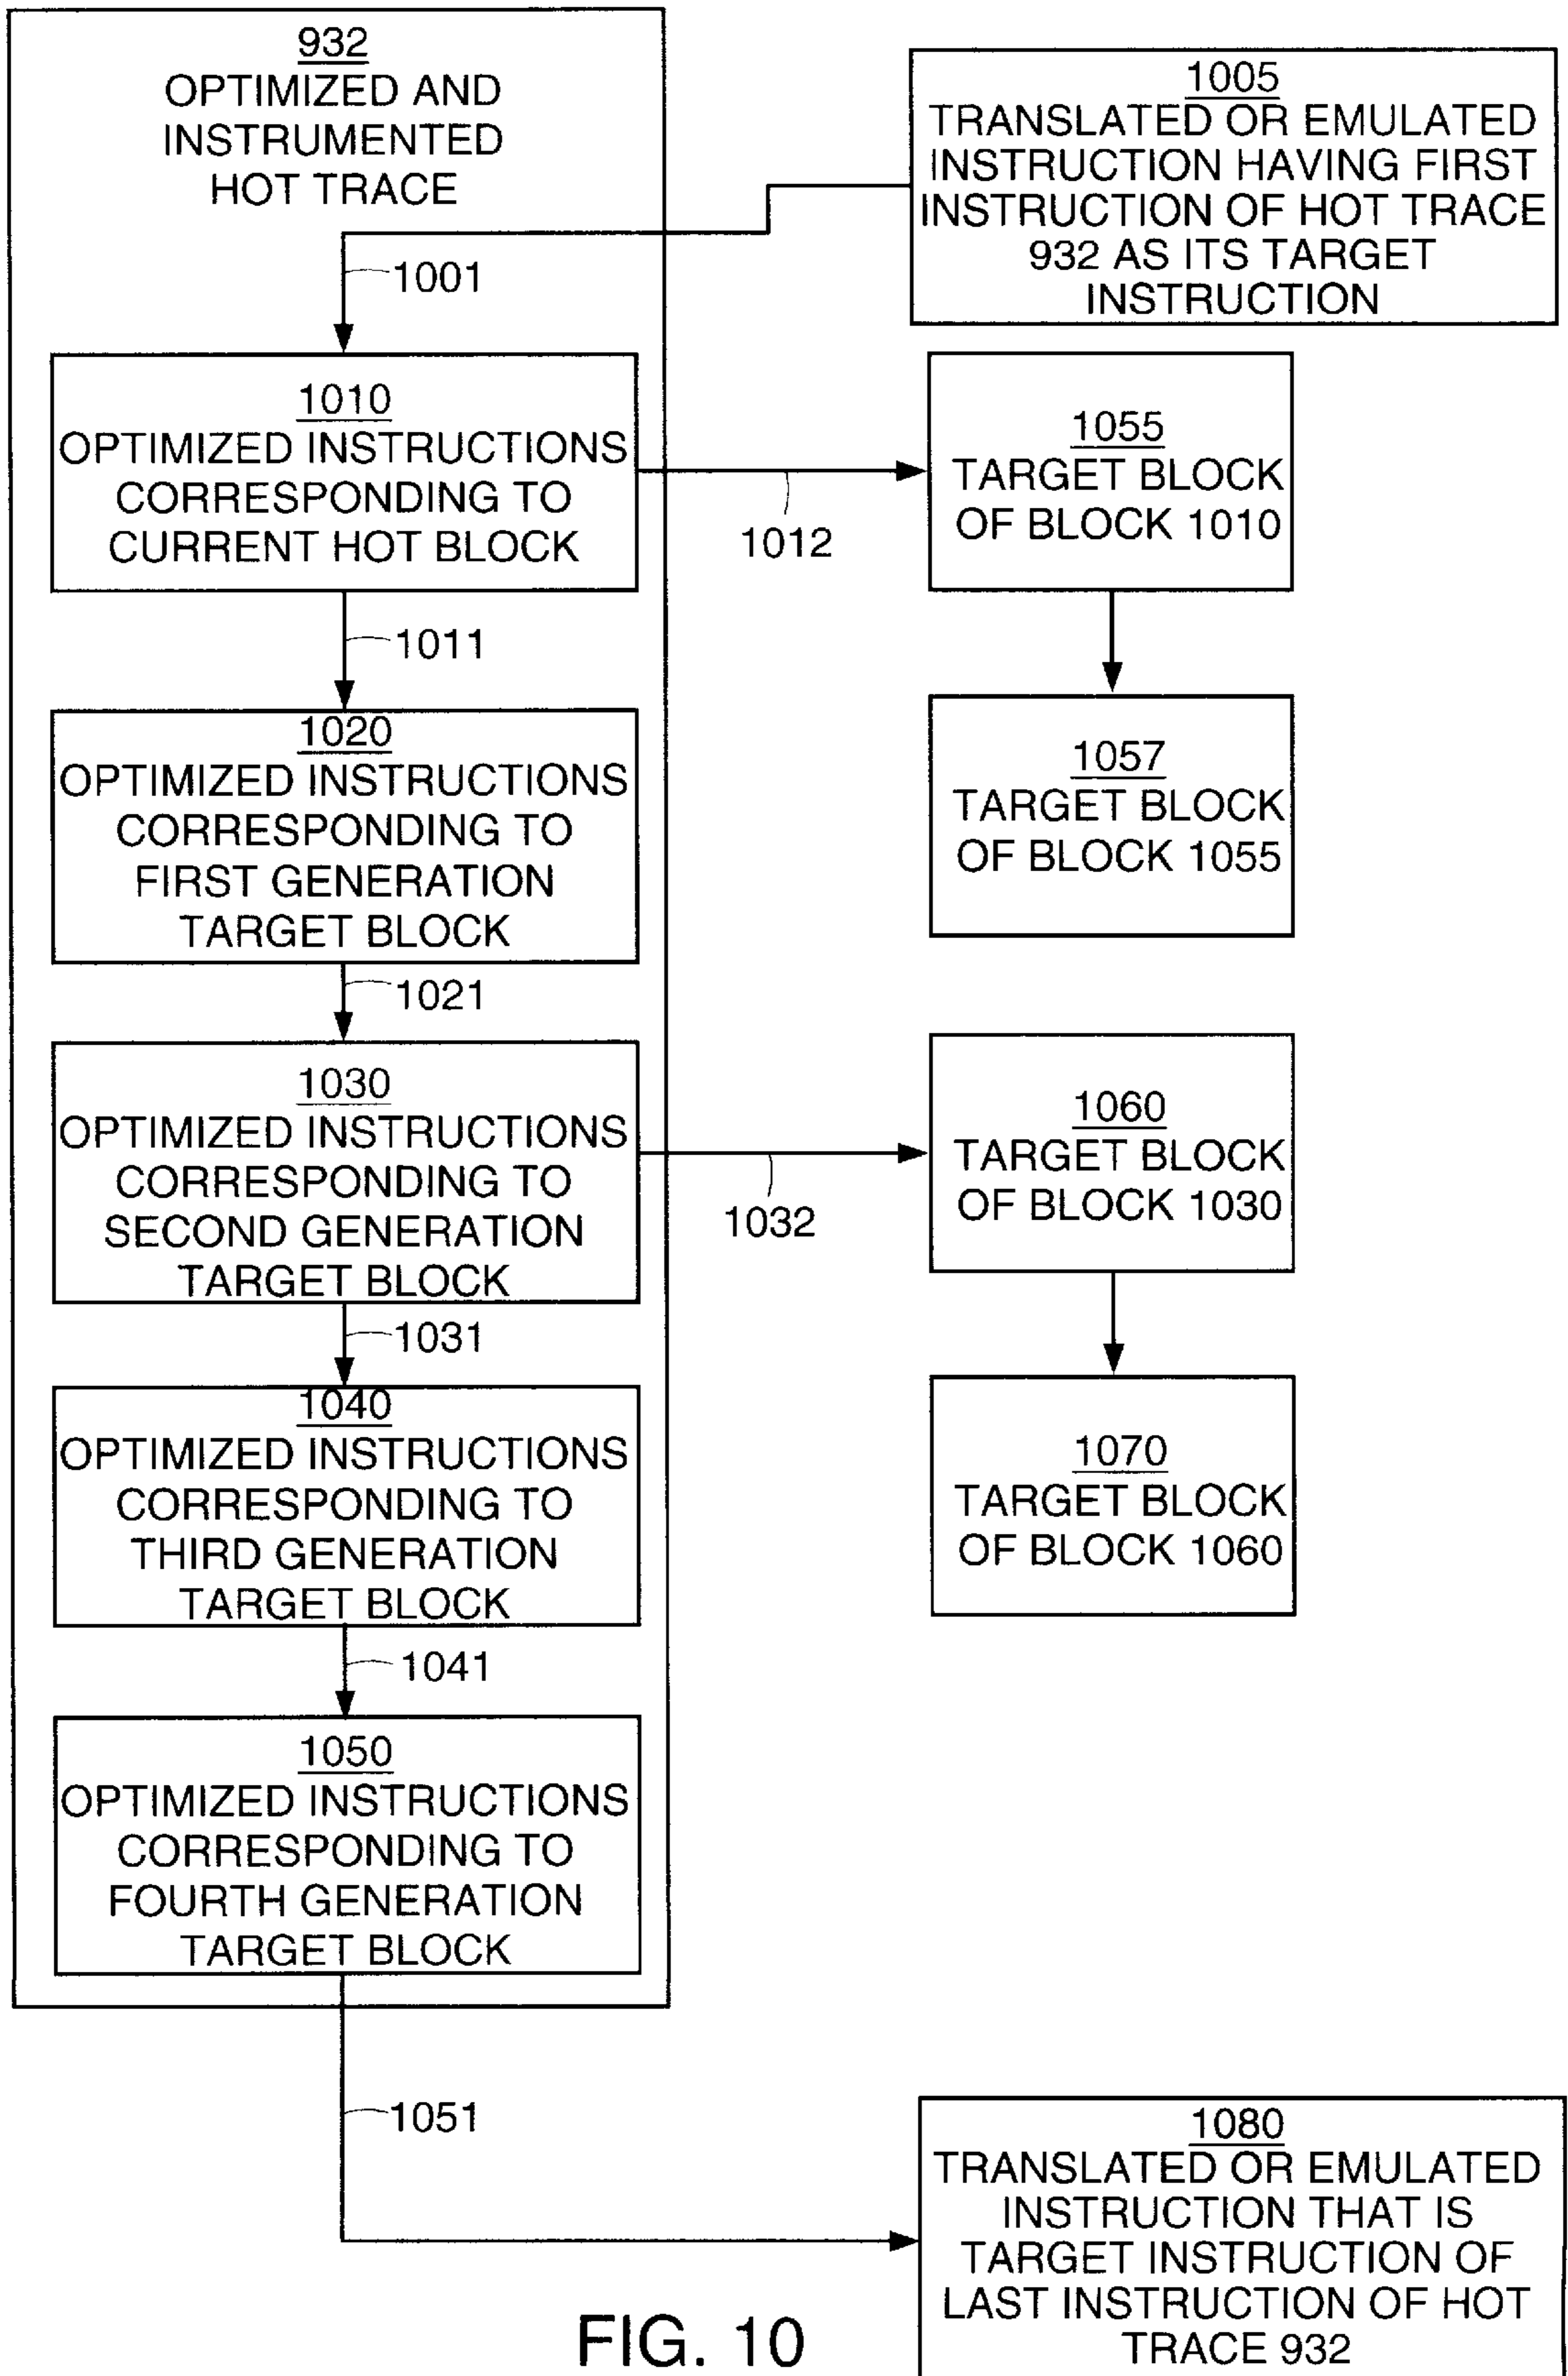 932
OPTIMIZED AND
INSTRUMENTED
HOT TRACE
1005
TRANSLATED OR EMULATED
INSTRUCTION HAVING FIRST
INSTRUCTION OF HOT TRACE
932 AS ITS TARGET
INSTRUCTION
1001
1010
OPTIMIZED INSTRUCTIONS
CORRESPONDING TO
CURRENT HOT BLOCK
1012
1055
TARGET BLOCK
OF BLOCK 1010
1011
1020
OPTIMIZED INSTRUCTIONS
CORRESPONDING TO
FIRST GENERATION
TARGET BLOCK
1057
TARGET BLOCK
OF BLOCK 1055
1021
1030
OPTIMIZED INSTRUCTIONS
CORRESPONDING TO
SECOND GENERATION
TARGET BLOCK
1032
1060
TARGET BLOCK
OF BLOCK 1030
1031
1040
OPTIMIZED INSTRUCTIONS
CORRESPONDING TO
THIRD GENERATION
TARGET BLOCK
1070
TARGET BLOCK
OF BLOCK 1060
1041
1050
OPTIMIZED INSTRUCTIONS
CORRESPONDING TO
FOURTH GENERATION
TARGET BLOCK
1051
1080
TRANSLATED OR EMULATED
INSTRUCTION THAT IS
TARGET INSTRUCTION OF
LAST INSTRUCTION OF HOT
TRACE 932
FIG. 10